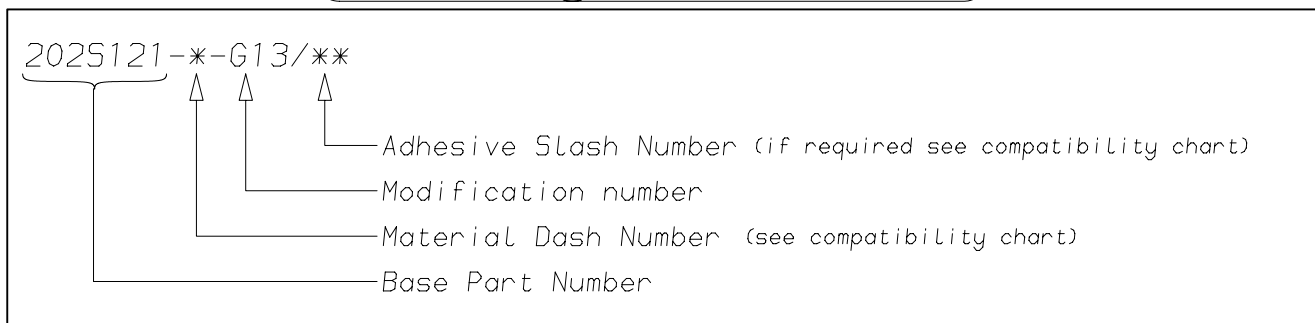 202S121-*-G13/**
Adhesive Slash Number (if required see compatibility chart)
Modification number
Material Dash Number (see compatibility chart)
Base Part Number